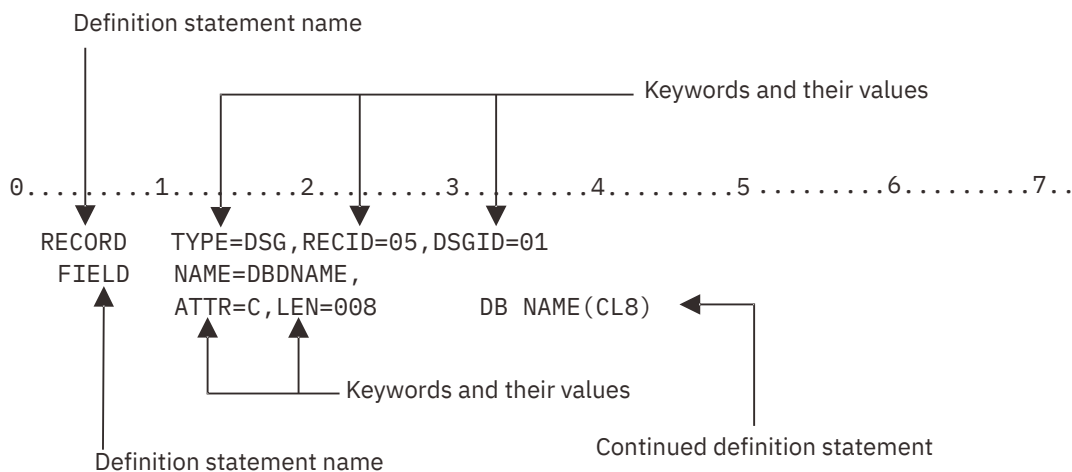 Definition statement name
Keywords and their values
0.........1.........2.........3.........4.........5.........6.........7..
RECORD TYPE=DSG,RECID=05,DSGID=01
FIELD NAME=DBDNAME,
ATTR=C,LEN=008 DB NAME(CL8)
Keywords and their values
Continued definition statement
Definition statement name